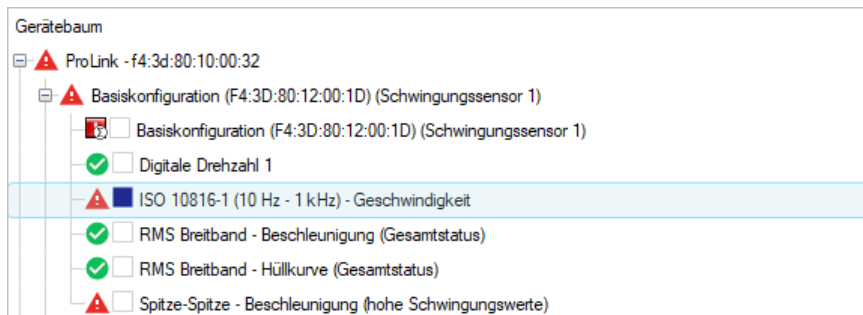 Gerätebaum
ProLink - f4:3d:80:10:00:32
Basiskonfiguration (F4:3D:80:12:00:1D) (Schwingungssensor 1)
Basiskonfiguration (F4:3D:80:12:00:1D) (Schwingungssensor 1)
Digitale Drehzahl 1
ISO 10816-1 (10 Hz - 1 kHz) - Geschwindigkeit
RMS Breitband - Beschleunigung (Gesamtstatus)
RMS Breitband - Hüllkurve (Gesamtstatus)
Spitze-Spitze - Beschleunigung (hohe Schwingungswerte)